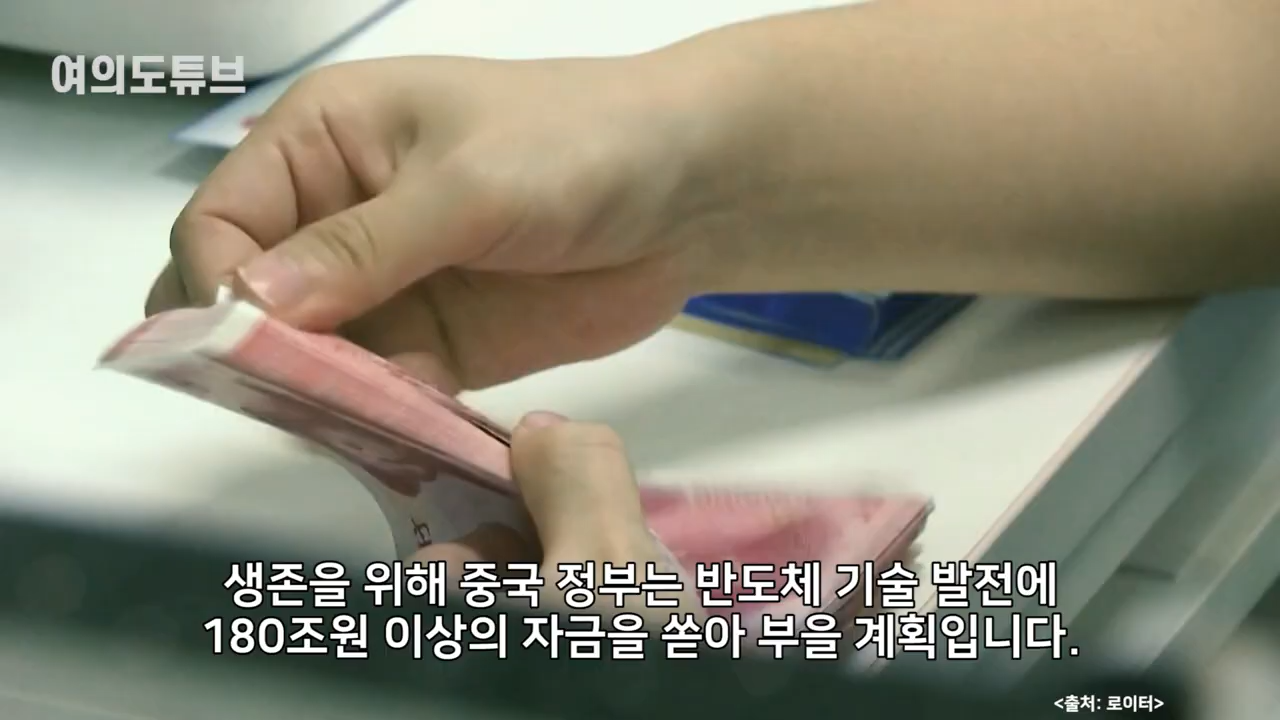 여의도튜브
생존을 위해 중국 정부는 반도체 기술 발전에
180조원 이상의 자금을 쏟아 부을 계획입니다.
<출처: 로이터>